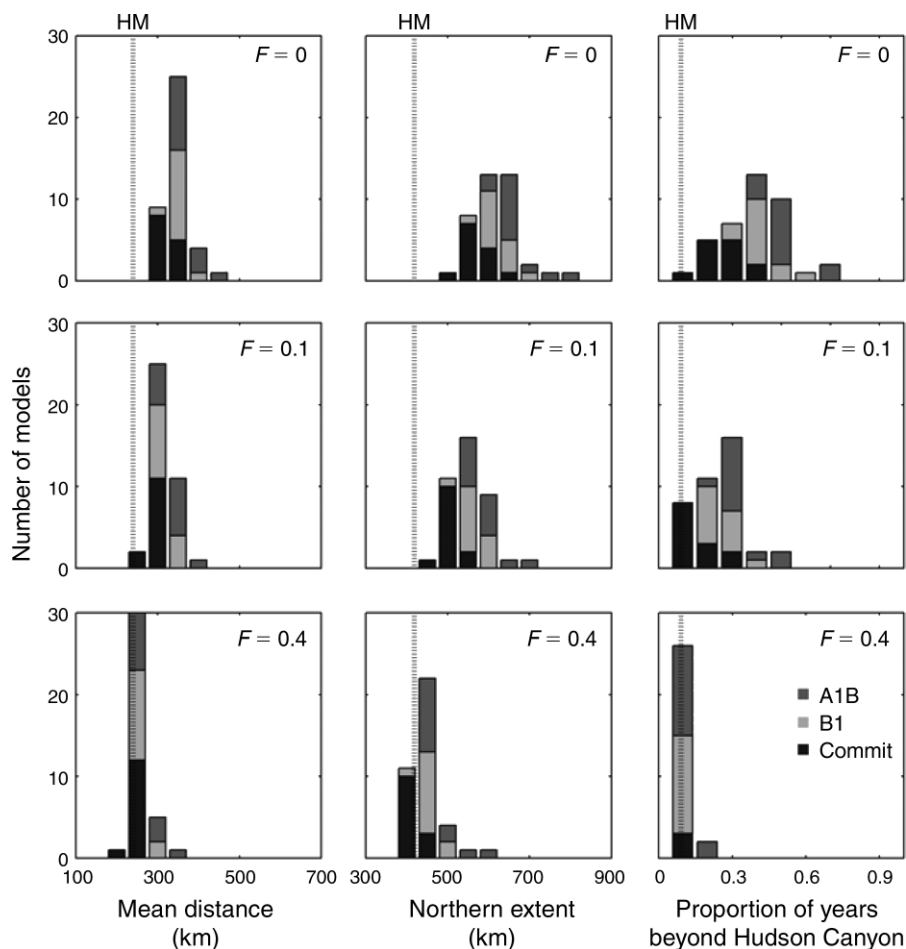 HM
HM
HM
30
20
10
0
F = 0
F = 0
F = 0
30
20
10
0
F = 0.1
F = 0.1
F = 0.1
Number of models
30
20
10
0
F = 0.4
F = 0.4
F = 0.4
A1B
B1
Commit
100 300 500 700
300 500 700 900
0 0.3 0.6 0.9
Mean distance
(km)
Northern extent
(km)
Proportion of years
beyond Hudson Canyon